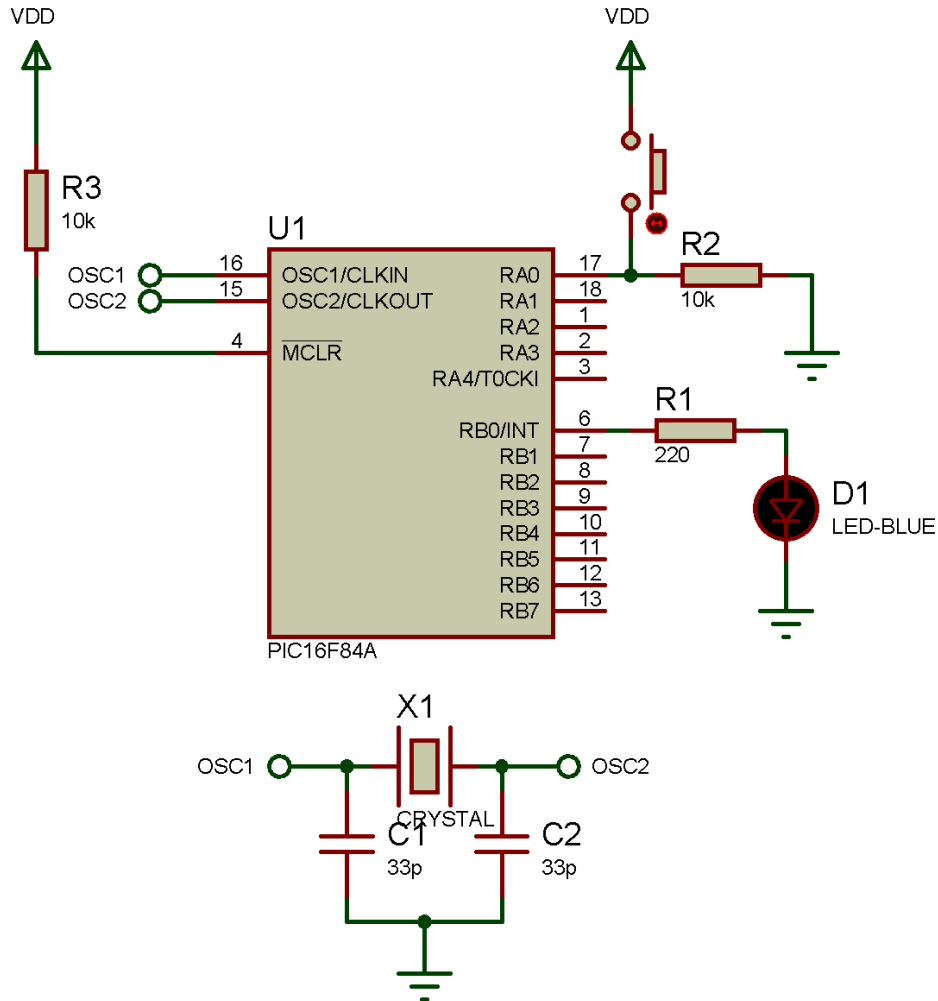 VDD
VDD
R3
10k
U1
OSC1
OSC2
16
15
4
OSC1/CLKIN
OSC2/CLKOUT
MCLR
RA0
RA1
RA2
RA3
RA4/T0CKI
RB0/INT
RB1
RB2
RB3
RB4
RB5
RB6
RB7
17
18
1
2
3
6
7
8
9
10
11
12
13
R2
10k
R1
220
D1
LED-BLUE
PIC16F84A
X1
OSC1
OSC2
CRYSTAL
C1
33p
C2
33p